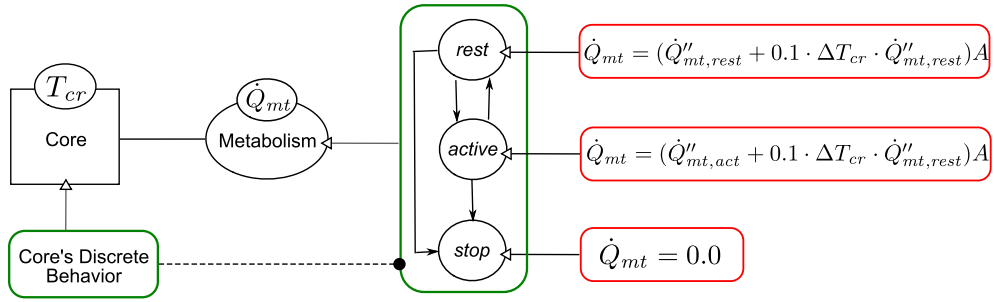 rest
Q̇_mt = (Q̇″_mt,rest + 0.1 · ΔT_cr · Q̇″_mt,rest)A
T_cr
Q̇_mt
Core
Metabolism
active
Q̇_mt = (Q̇″_mt,act + 0.1 · ΔT_cr · Q̇″_mt,rest)A
Core's Discrete
Behavior
stop
Q̇_mt = 0.0